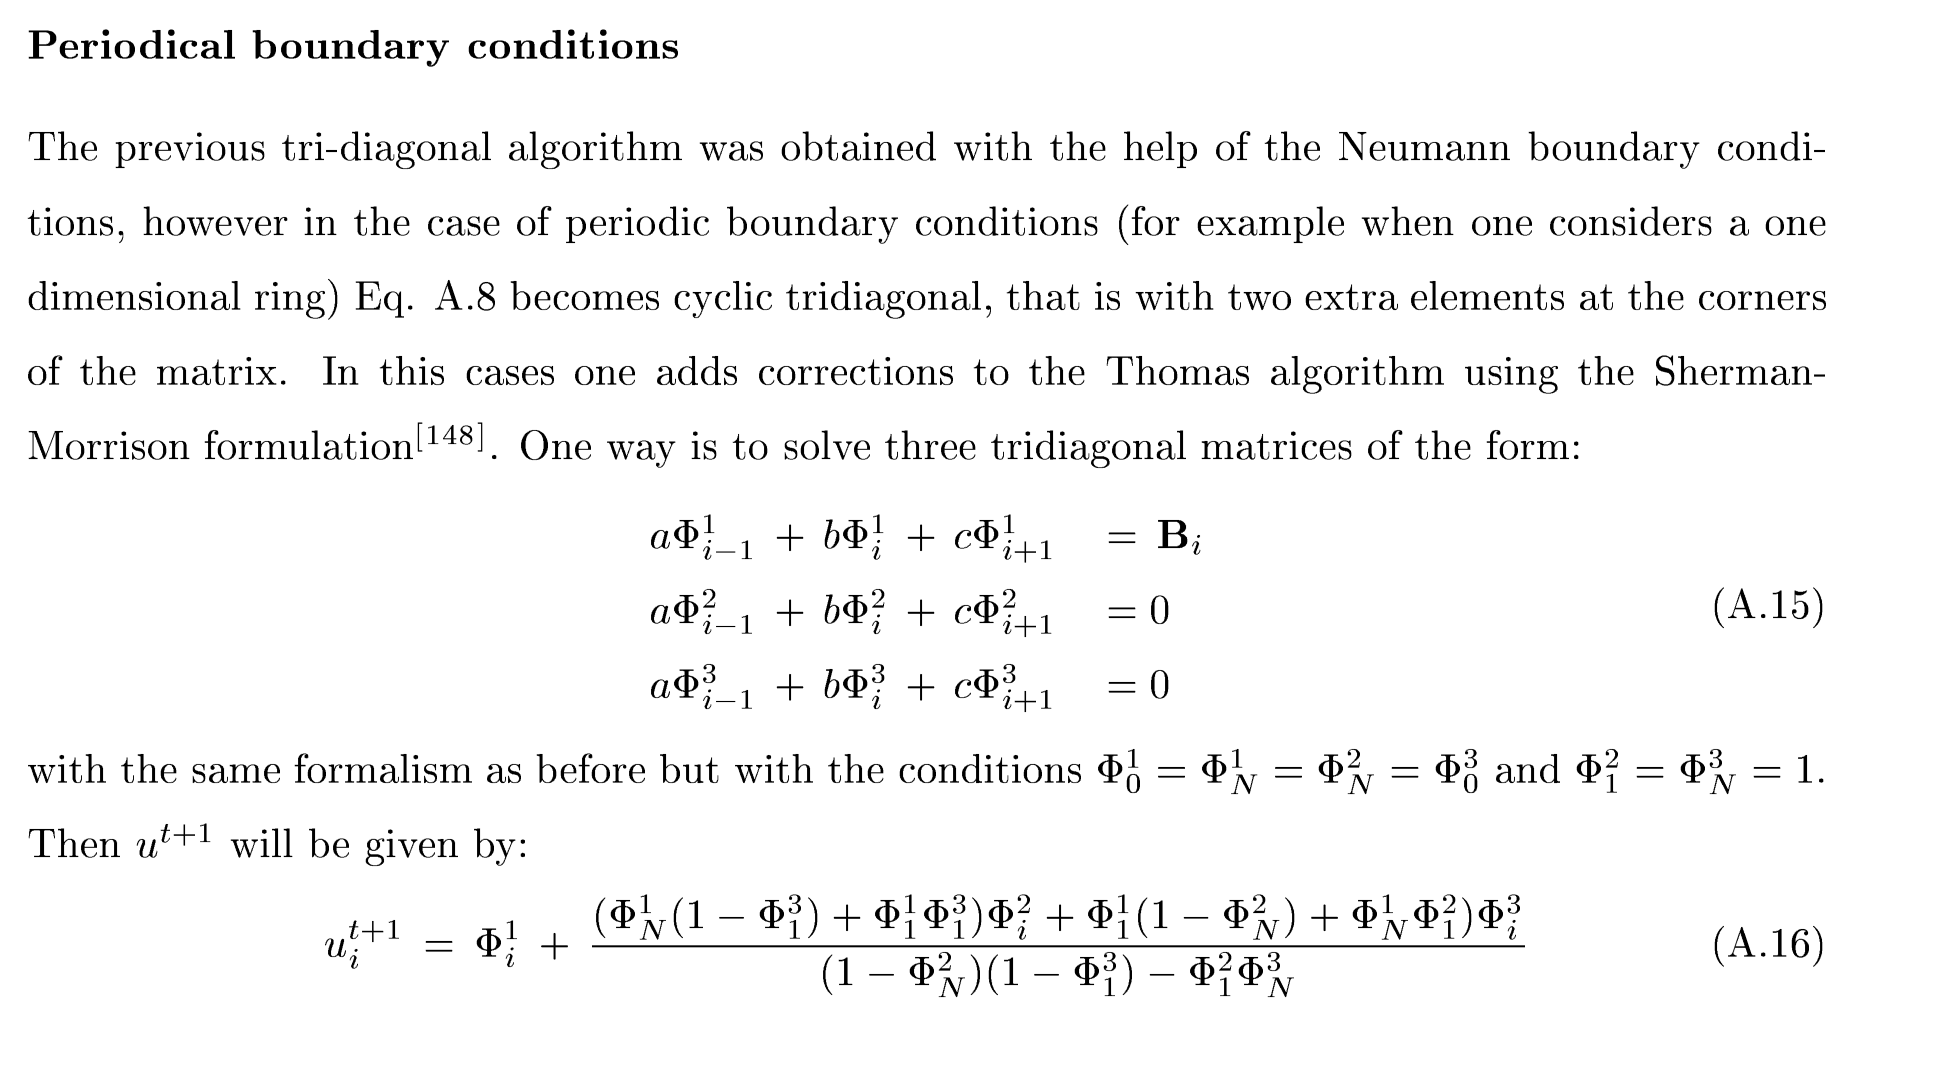 Periodical boundary conditions
The previous tri-diagonal algorithm was obtained with the help of the Neumann boundary condi-
tions, however in the case of periodic boundary conditions (for example when one considers a one
dimensional ring) Eq. A.8 becomes cyclic tridiagonal, that is with two extra elements at the corners
of the matrix. In this cases one adds corrections to the Thomas algorithm using the Sherman-
Morrison formulation$^{[148]}$. One way is to solve three tridiagonal matrices of the form:
$a\Phi^1_{i-1} + b\Phi^1_i + c\Phi^1_{i+1} = \mathbf{B}_i$
$a\Phi^2_{i-1} + b\Phi^2_i + c\Phi^2_{i+1} = 0$ (A.15)
$a\Phi^3_{i-1} + b\Phi^3_i + c\Phi^3_{i+1} = 0$
with the same formalism as before but with the conditions $\Phi^1_0 = \Phi^1_N = \Phi^2_N = \Phi^3_0$ and $\Phi^2_1 = \Phi^3_N = 1$.
Then $u^{t+1}$ will be given by:
$u^{t+1}_i = \Phi^1_i + \frac{(\Phi^1_N(1 - \Phi^3_1) + \Phi^1_1\Phi^3_1)\Phi^2_i + \Phi^1_1(1 - \Phi^2_N) + \Phi^1_N\Phi^2_1)\Phi^3_i}{(1 - \Phi^2_N)(1 - \Phi^3_1) - \Phi^2_1\Phi^3_N}$ (A.16)